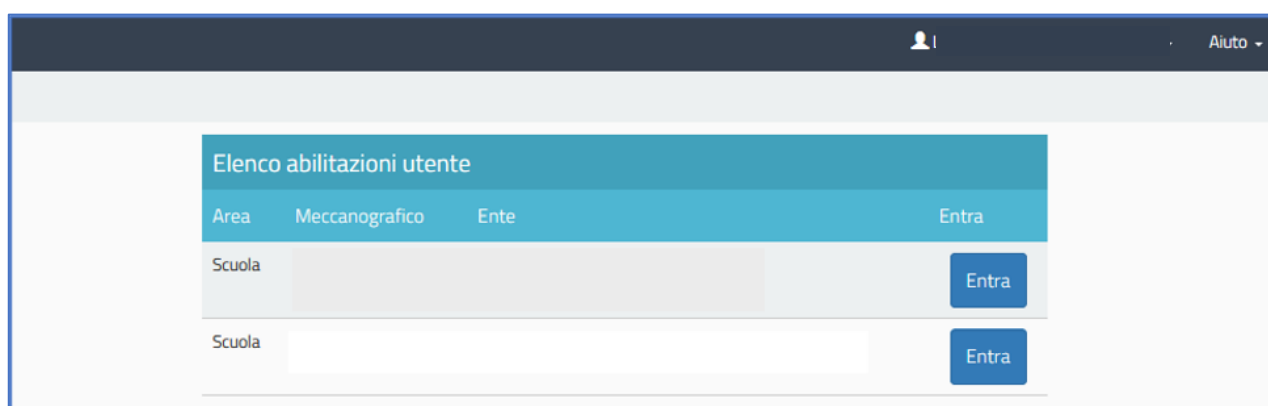 Aiuto
Elenco abilitazioni utente
Area Meccanografico Ente Entra
Scuola Entra
Scuola Entra